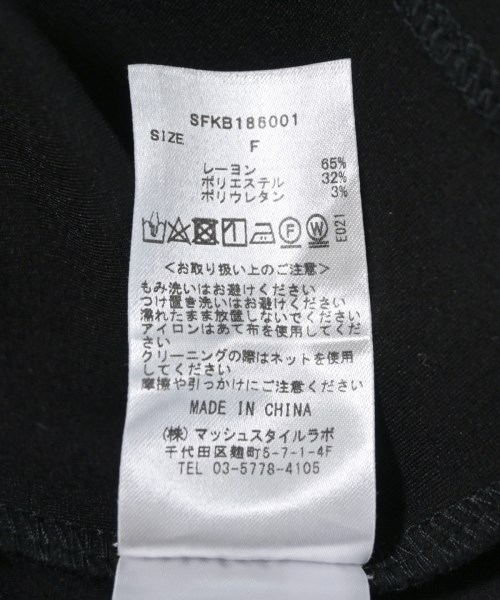 SFKB186001
SIZE
F
レーヨン 65%
ポリエステル 32%
ポリウレタン 3%
E021
＜お取り扱い上のご注意＞
もみ洗いはお避けください
つけ置き洗いはお避けください
濡れたまま放置しないでください
アイロンはあて布を使用してくだ
さい
クリーニングの際はネットを使用
してください
摩擦や引っかけにご注意ください
MADE IN CHINA
(株) マッシュスタイルラボ
千代田区麹町5-7-1-4F
TEL 03-5778-4105